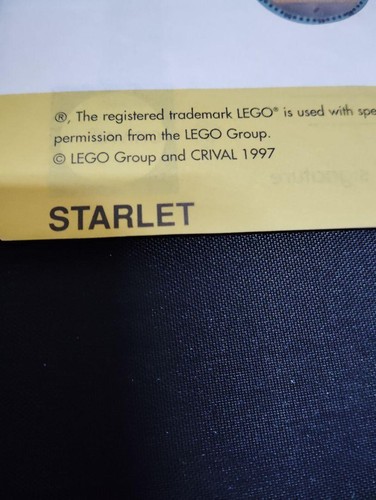 ®, The registered trademark LEGO® is used with spe
permission from the LEGO Group.
© LEGO Group and CRIVAL 1997
STARLET